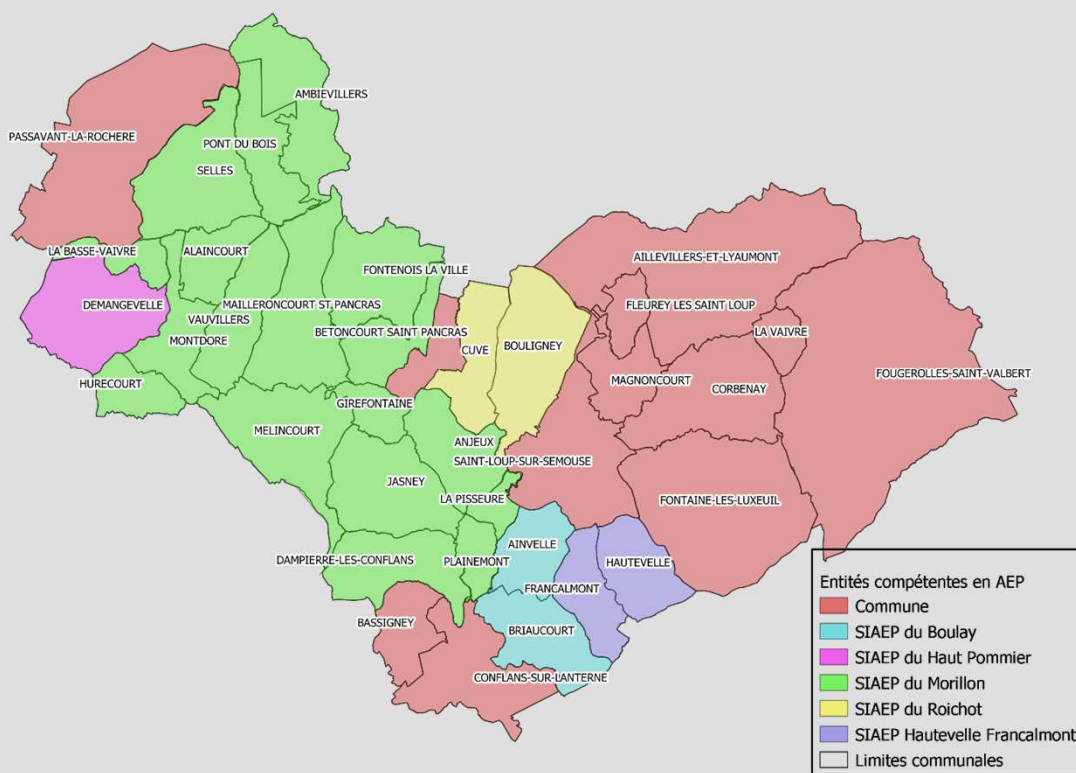 AMBIEVILLERS
PASSAVANT-LA-ROCHERE
PONT DU BOIS
SELLES
LA BASSE-VAIVRE
ALAINCOURT
AILLEVILLERS-ET-LYAUMONT
FONTENOIS LA VILLE
DEMANGEVELLE
MAILLERONCOURT ST PANCRAS
FLEUREY LES SAINT LOUP
VAUVILLERS
BETONCOURT SAINT PANCRAS
LA VAIVRE
MONTDORE
CUVE
BOULIGNEY
FOUGEROLLES-SAINT-VALBERT
HURECOURT
MAGNONCOURT
CORBENAY
GIREFONTAINE
MELINCOURT
ANJEUX
SAINT-LOUP-SUR-SEMOUSE
JASNEY
LA PISSEURE
FONTAINE-LES-LUXEUIL
AINVELLE
DAMPIERRE-LES-CONFLANS
PLAINEMONT
HAUTEVELLE
FRANCALMONT
BASSIGNEY
BRIAUCOURT
CONFLANS-SUR-LANTERNE
Entités compétentes en AEP
Commune
SIAEP du Boulay
SIAEP du Haut Pommier
SIAEP du Morillon
SIAEP du Roichot
SIAEP Hautevelle Francalmont
Limites communales